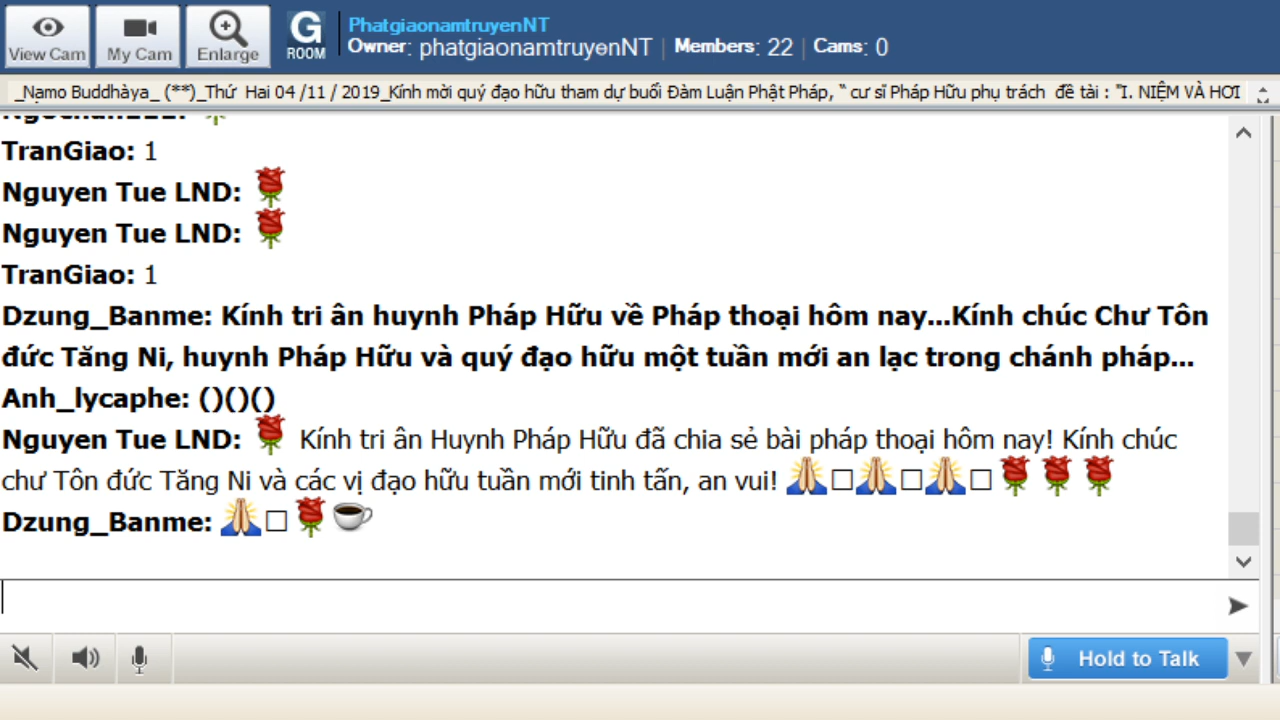 View Cam
My Cam
Enlarge
G
ROOM
PhatgiaonamtruyenNT
Owner: phatgiaonamtruyenNT | Members: 22 | Cams: 0
_Nạmo Buddhàya_ (**)_Thứ Hai 04 /11 / 2019_Kính mời quý đạo hữu tham dự buổi Đàm Luận Phật Pháp, “ cư sĩ Pháp Hữu phụ trách đề tài : "I. NIỆM VÀ HƠI
TranGiao: 1
Nguyen Tue LND: 🌹
Nguyen Tue LND: 🌹
TranGiao: 1
Dzung_Banme: Kính tri ân huynh Pháp Hữu về Pháp thoại hôm nay...Kính chúc Chư Tôn
đức Tăng Ni, huynh Pháp Hữu và quý đạo hữu một tuần mới an lạc trong chánh pháp...
Anh_lycaphe: ()()()
Nguyen Tue LND: 🌹 Kính tri ân Huynh Pháp Hữu đã chia sẻ bài pháp thoại hôm nay! Kính chúc
chư Tôn đức Tăng Ni và các vị đạo hữu tuần mới tinh tấn, an vui! 🙏□🙏□🙏□🌹🌹🌹
Dzung_Banme: 🙏□🌹☕
Hold to Talk